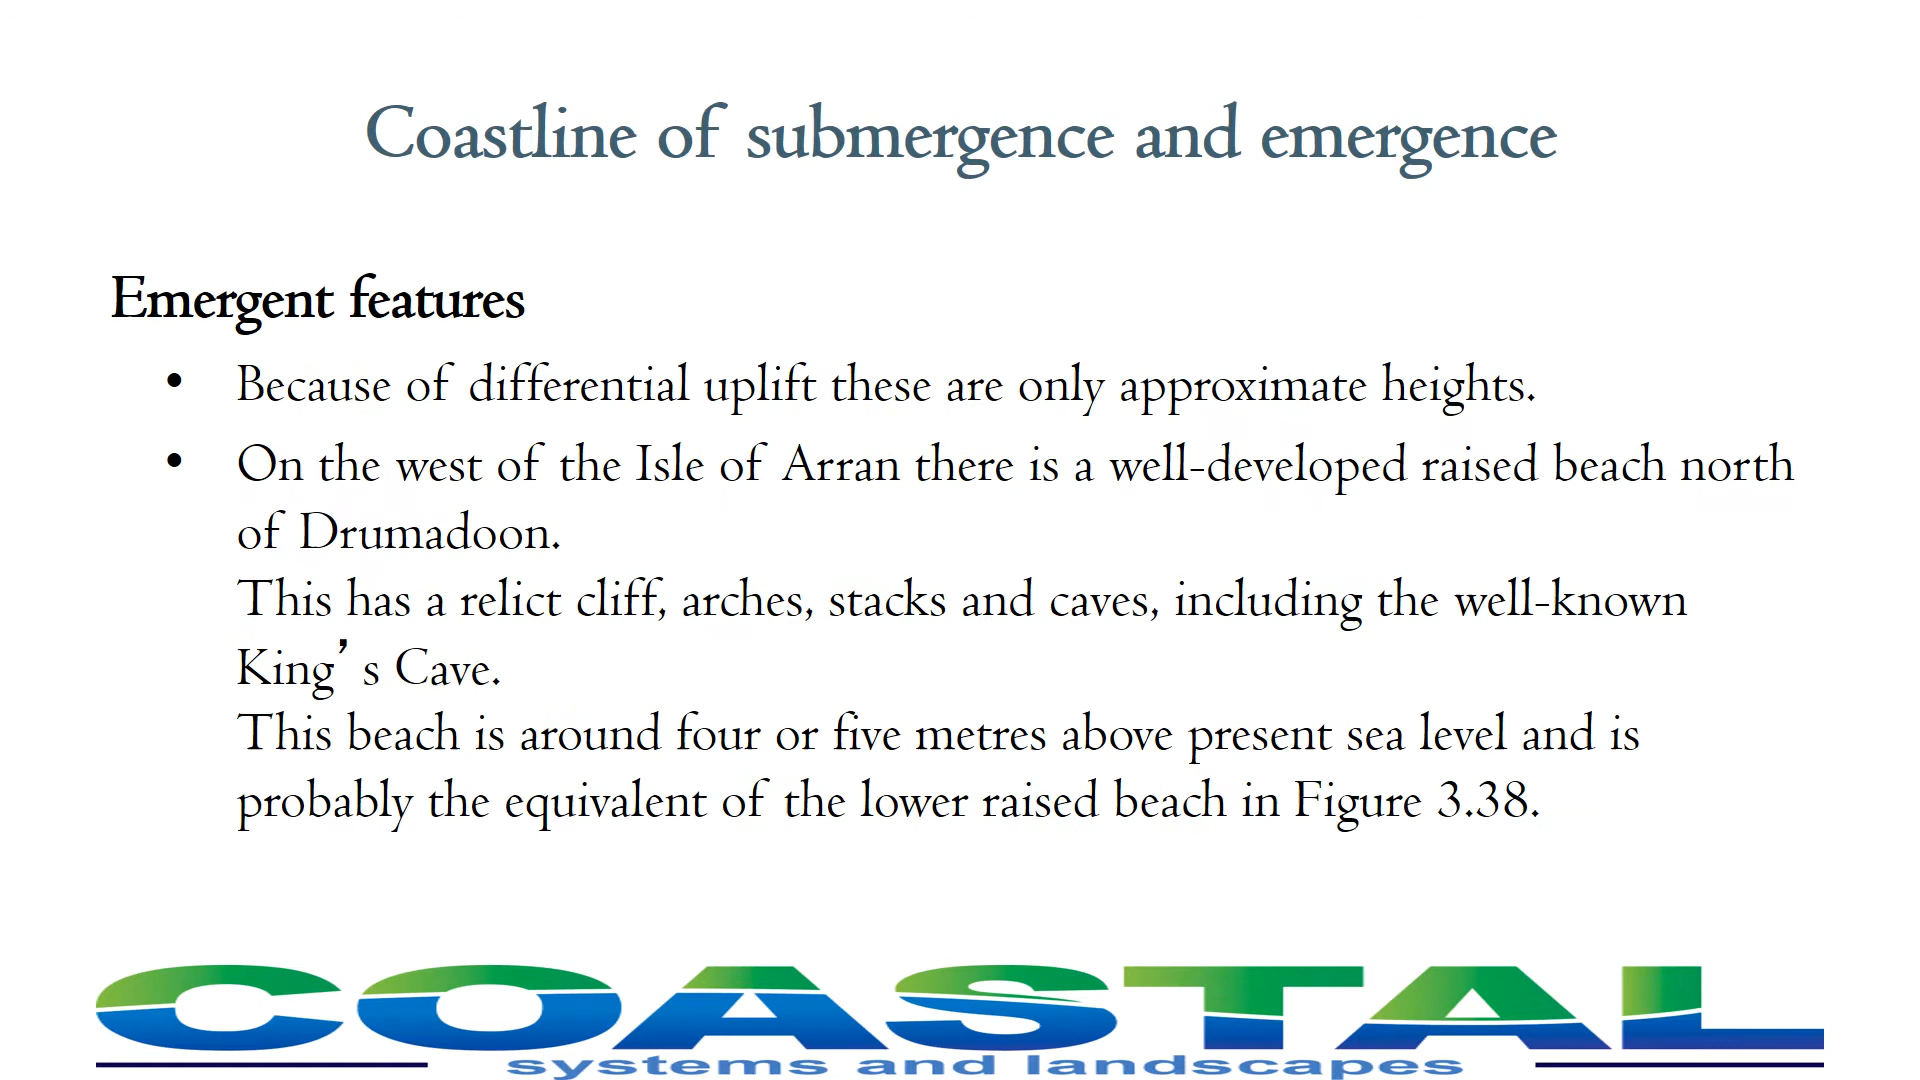 Coastline of submergence and emergence
Emergent features
• Because of differential uplift these are only approximate heights.
• On the west of the Isle of Arran there is a well-developed raised beach north
of Drumadoon.
This has a relict cliff, arches, stacks and caves, including the well-known
King’s Cave.
This beach is around four or five metres above present sea level and is
probably the equivalent of the lower raised beach in Figure 3.38.
COASTAL
systems and landscapes